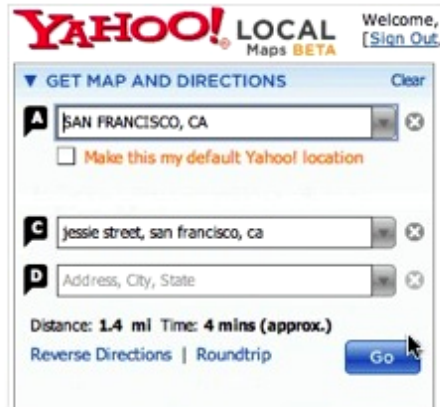 YAHOO! LOCAL
Maps BETA
Welcome,
[Sign Out,
▼ GET MAP AND DIRECTIONS Clear
A SAN FRANCISCO, CA
Make this my default Yahoo! location
C jessie street, san francisco, ca
D Address, City, State
Distance: 1.4 mi Time: 4 mins (approx.)
Reverse Directions | Roundtrip Go